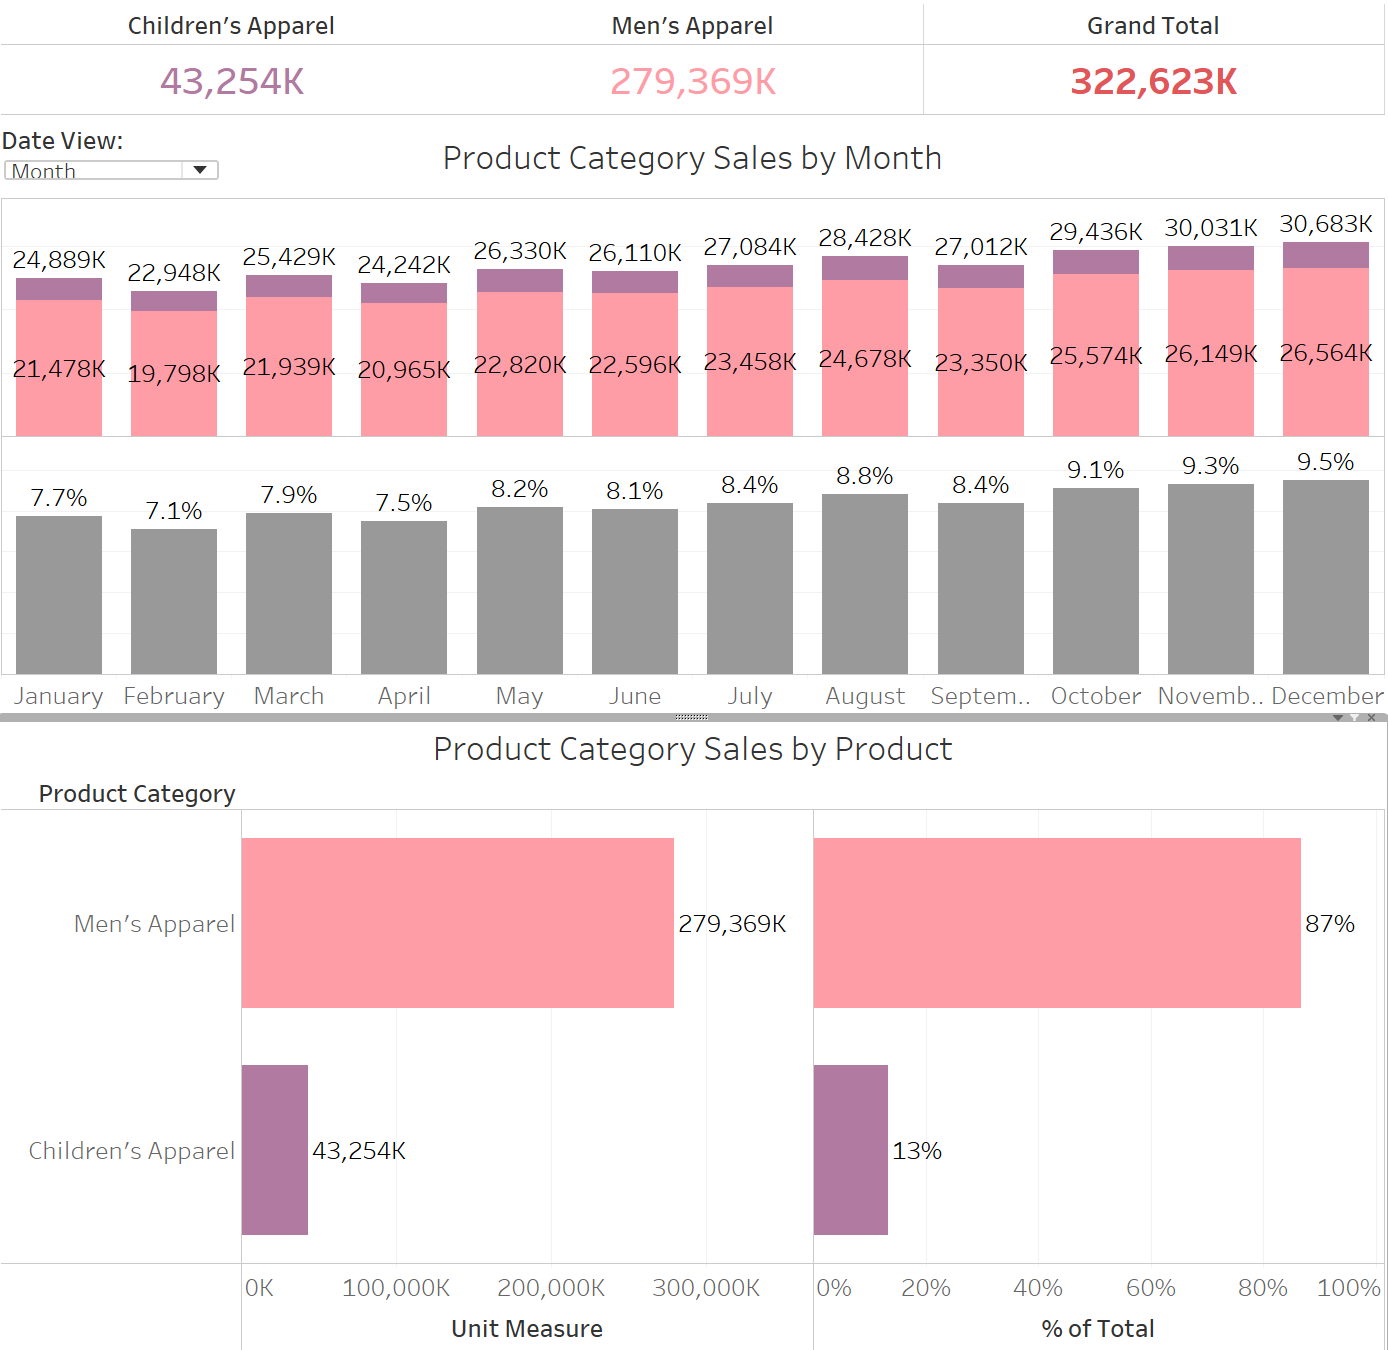 Children's Apparel Men's Apparel Grand Total
43,254K 279,369K 322,623K
Date View:
Month
Product Category Sales by Month
24,889K 22,948K 25,429K 24,242K 26,330K 26,110K 27,084K 28,428K 27,012K 29,436K 30,031K 30,683K
21,478K 19,798K 21,939K 20,965K 22,820K 22,596K 23,458K 24,678K 23,350K 25,574K 26,149K 26,564K
7.7% 7.1% 7.9% 7.5% 8.2% 8.1% 8.4% 8.8% 8.4% 9.1% 9.3% 9.5%
January February March April May June July August Septem.. October Novemb.. December
Product Category Sales by Product
Product Category
Men's Apparel 279,369K 87%
Children's Apparel 43,254K 13%
0K 100,000K 200,000K 300,000K 0% 20% 40% 60% 80% 100%
Unit Measure % of Total